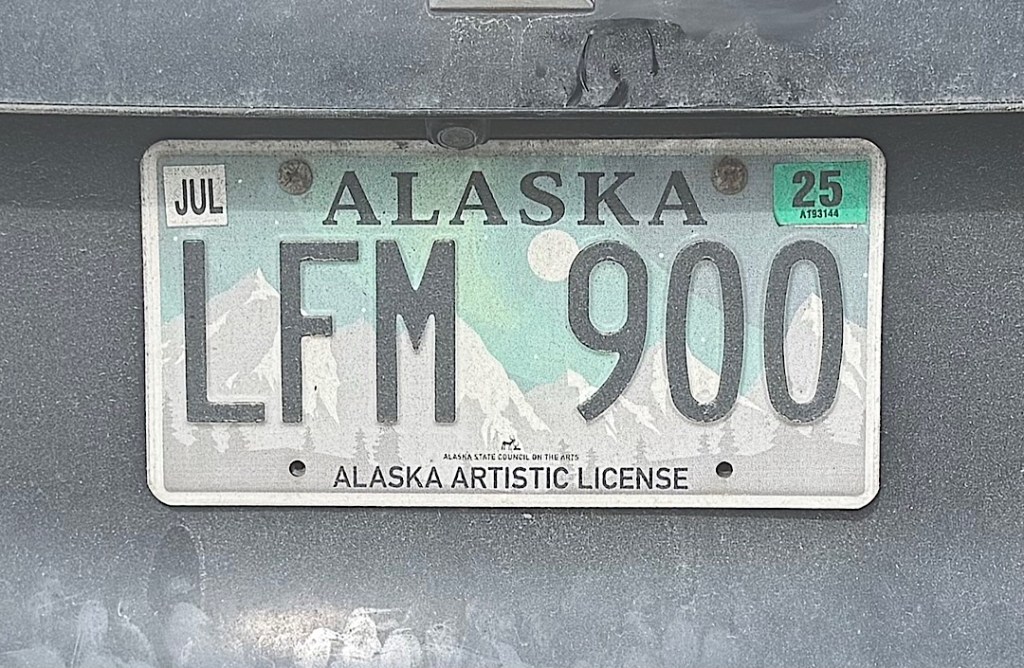 JUL
ALASKA
25
A193144
LFM 900
ALASKA STATE COUNCIL ON THE ARTS
ALASKA ARTISTIC LICENSE